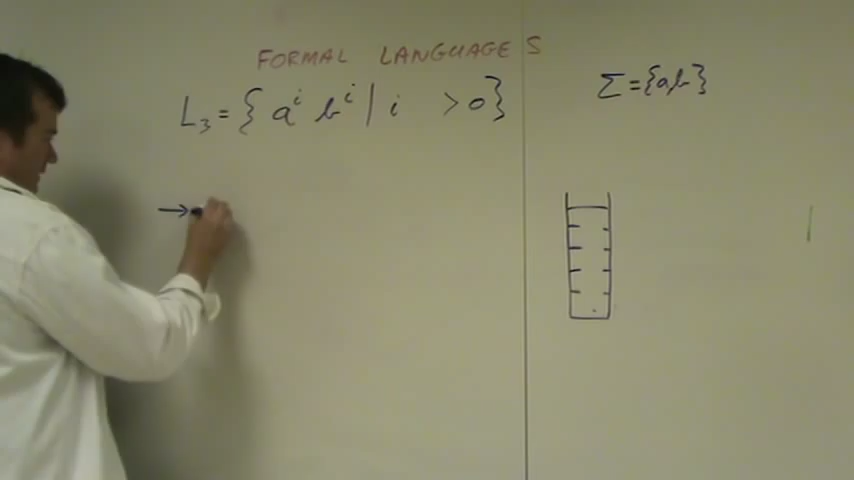 FORMAL LANGUAGES
L₃ = { aⁱ bⁱ | i > 0 }
Σ = {a,b}